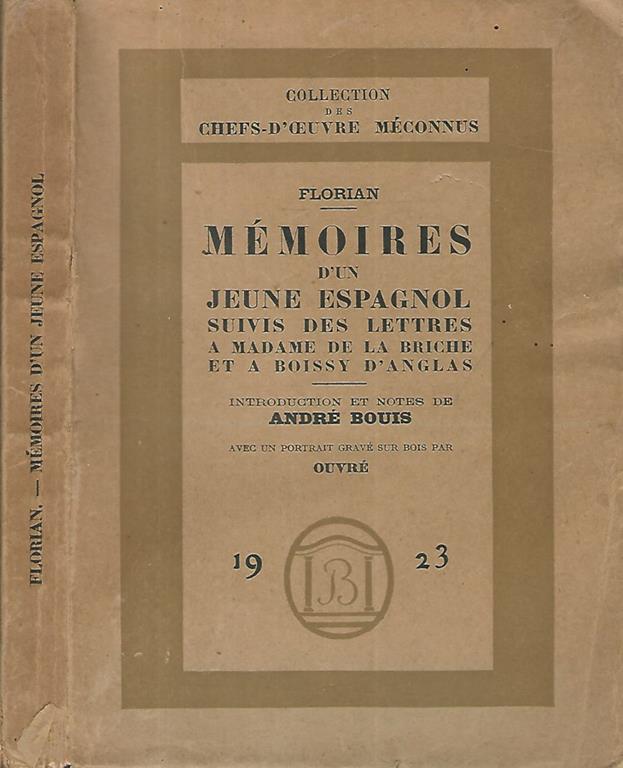 FLORIAN. — MÉMOIRES D'UN JEUNE ESPAGNOL
COLLECTION
DES
CHEFS-D'ŒUVRE MÉCONNUS
FLORIAN
MÉMOIRES
D'UN
JEUNE ESPAGNOL
SUIVIS DES LETTRES
A MADAME DE LA BRICHE
ET A BOISSY D'ANGLAS
INTRODUCTION ET NOTES DE
ANDRÉ BOUIS
AVEC UN PORTRAIT GRAVÉ SUR BOIS PAR
OUVRÉ
19 23
B